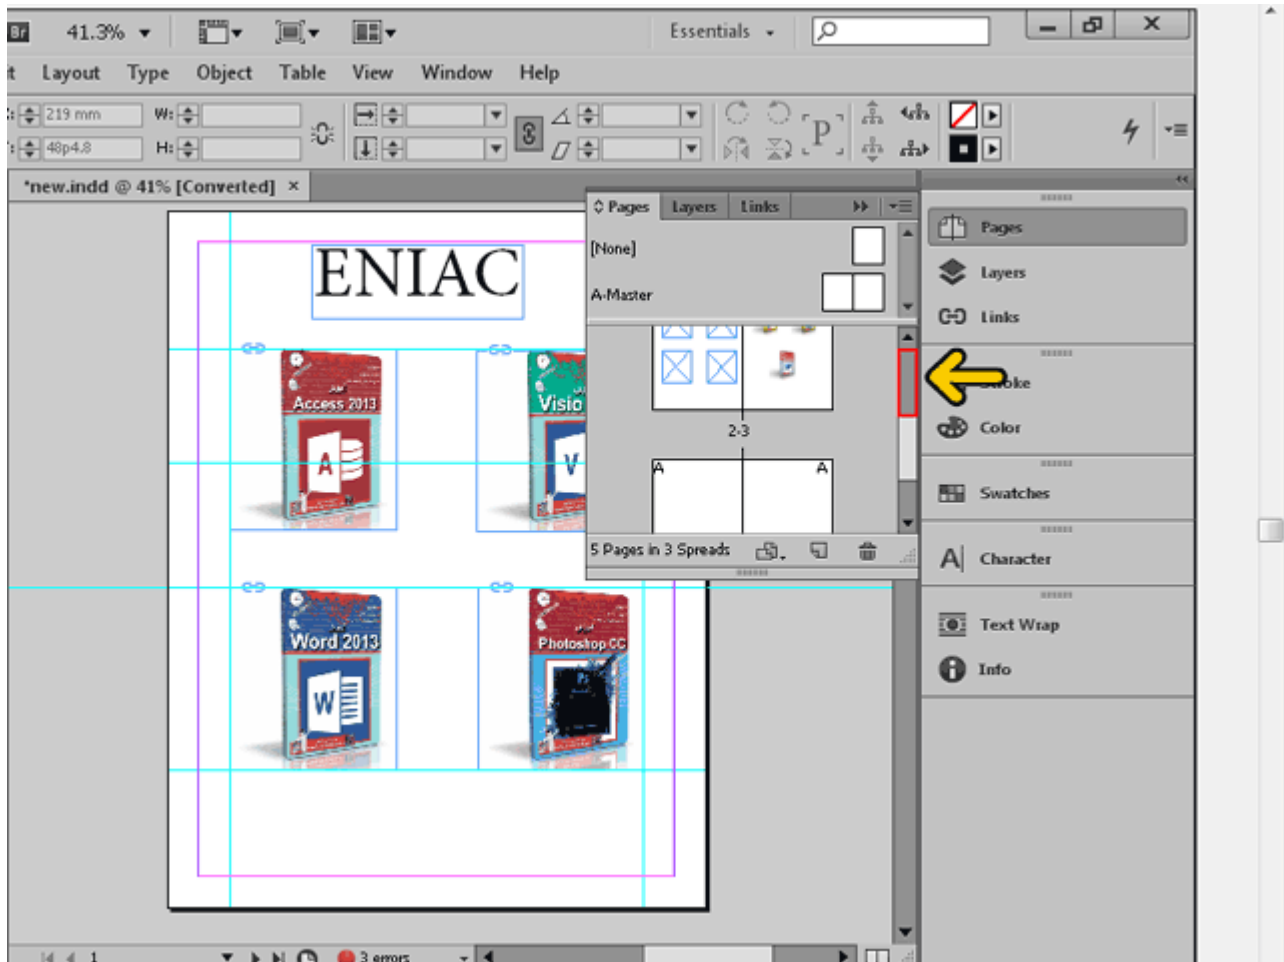 Br 41.3% Essentials
Layout Type Object Table View Window Help
219 mm W:
48p4.8 H:
P
*new.indd @ 41% [Converted] ×
Pages Layers Links
[None]
A-Master
2-3
A A
5 Pages in 3 Spreads
Pages
Layers
Links
Color
Swatches
A Character
Text Wrap
Info
ENIAC
Access 2013
A
Visio
V
Word 2013
W
Photoshop CC
Ps
1 3 errors